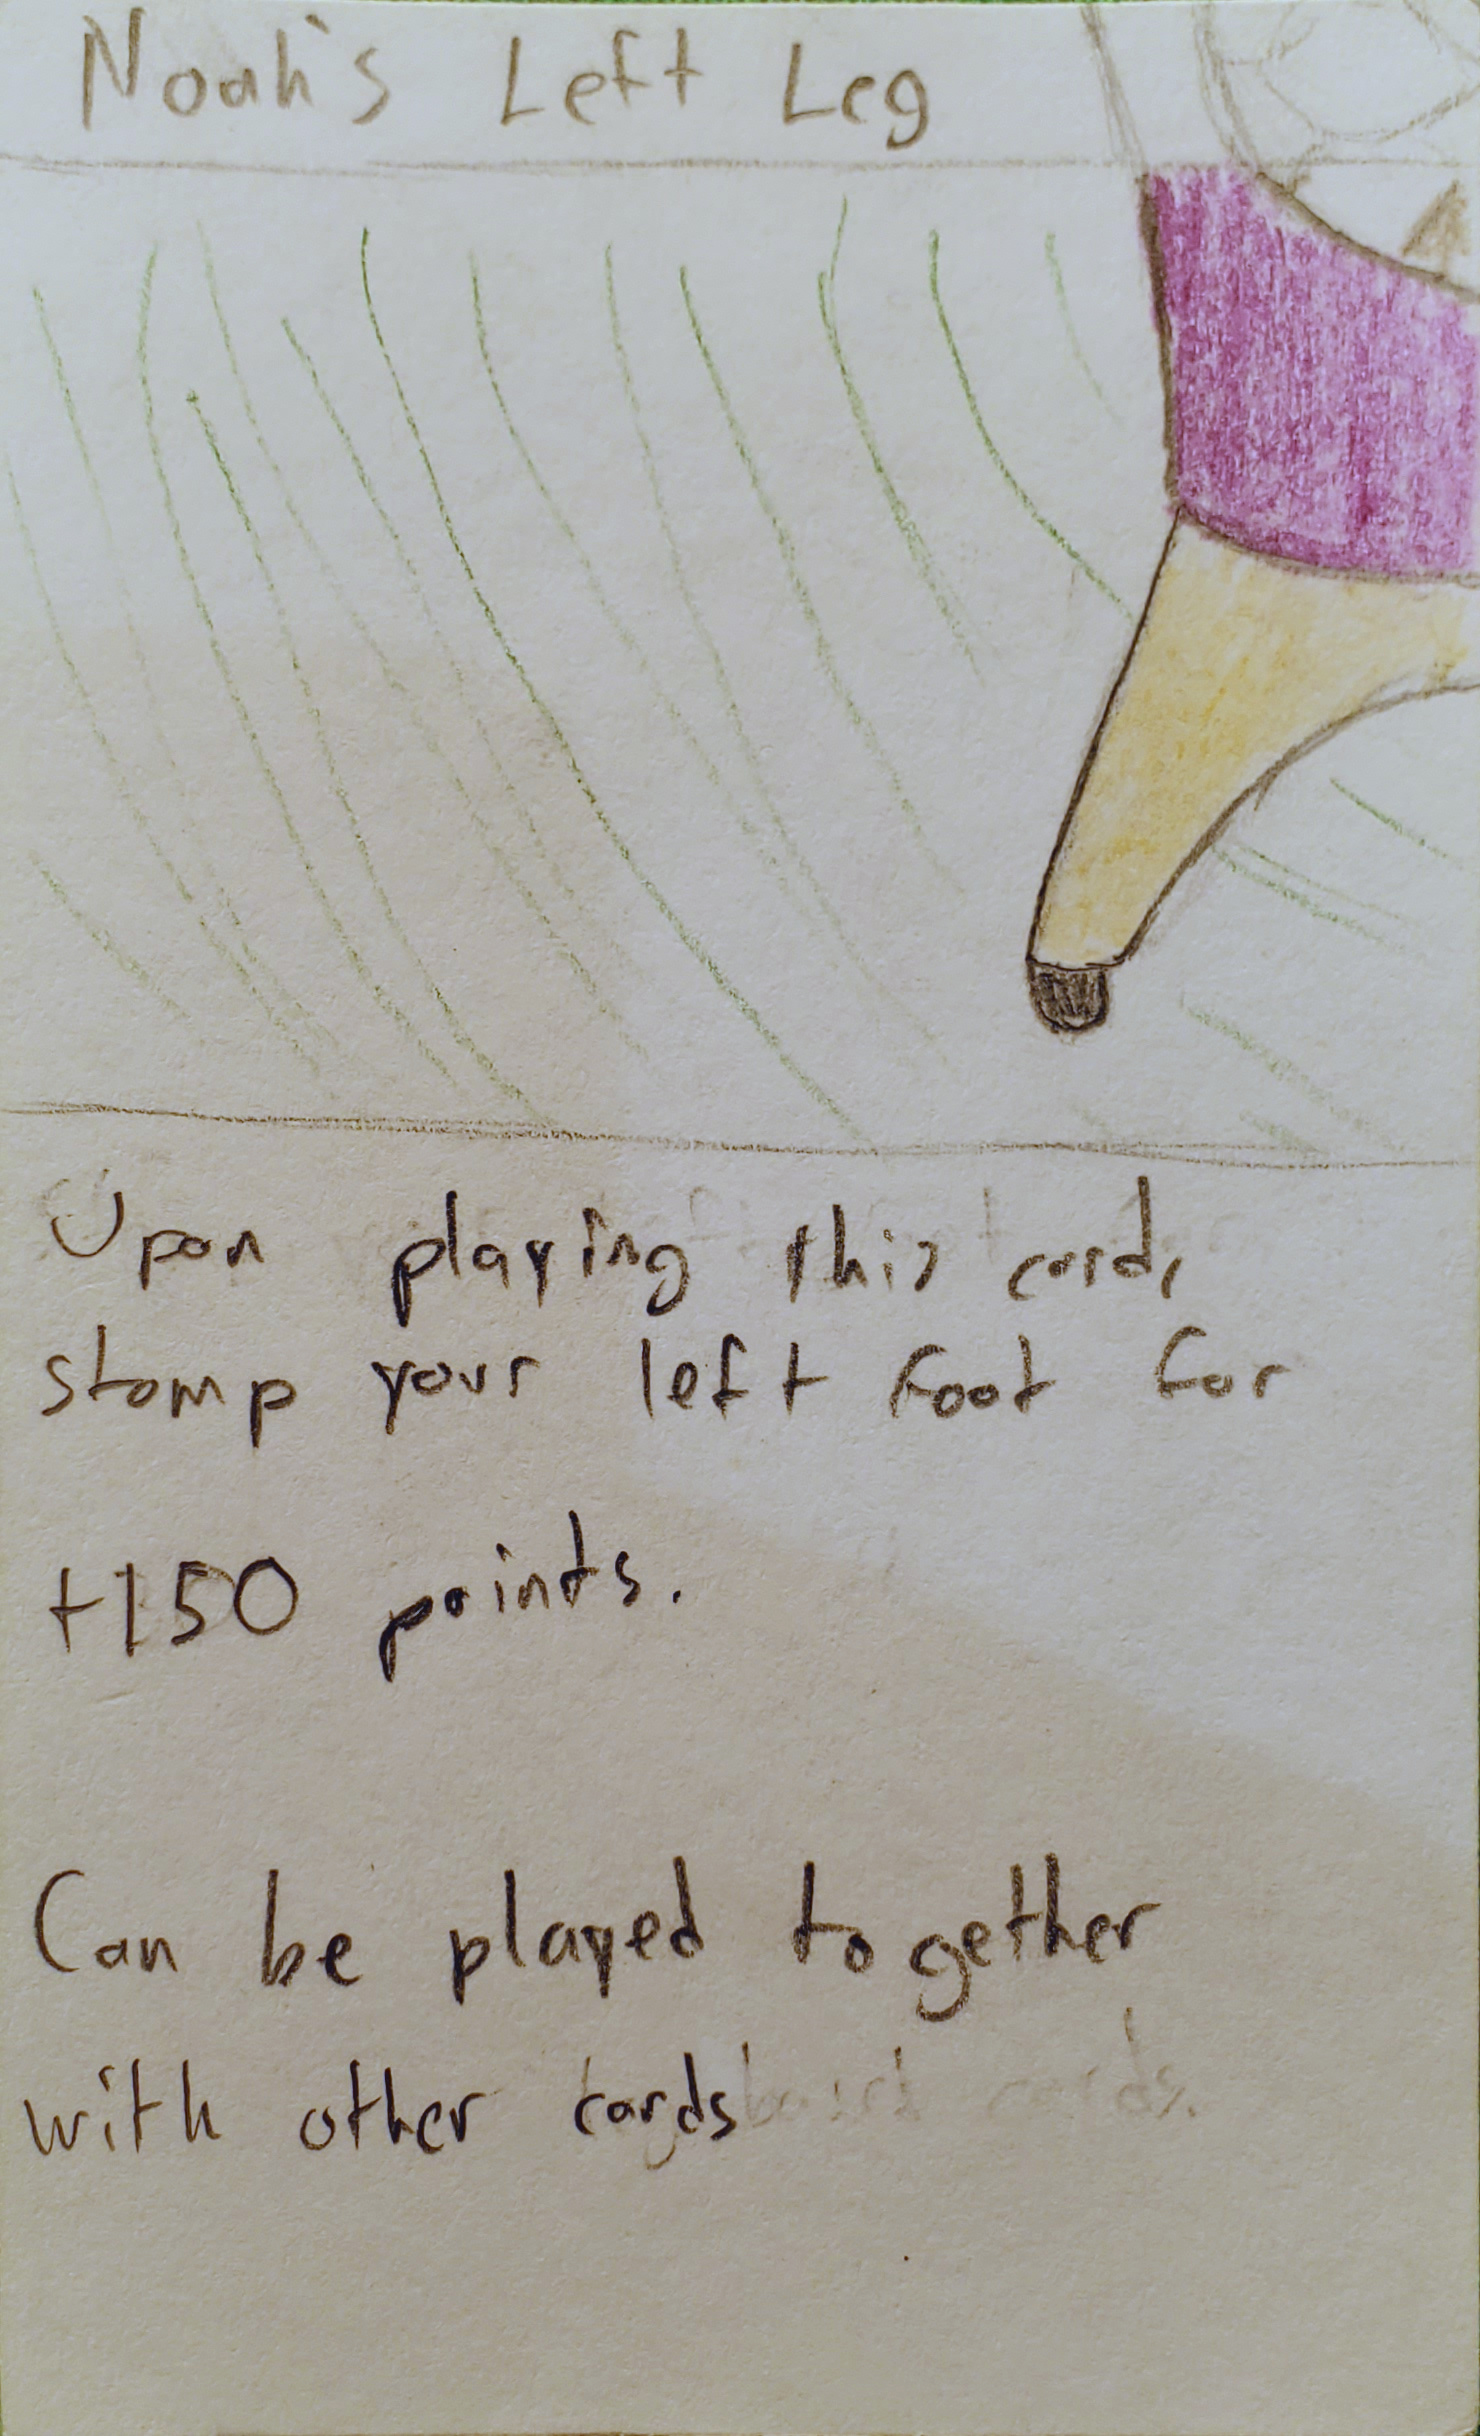 Noah's Left Leg
Upon playing this card,
stomp your left foot for
+150 points.
Can be played together
with other cards